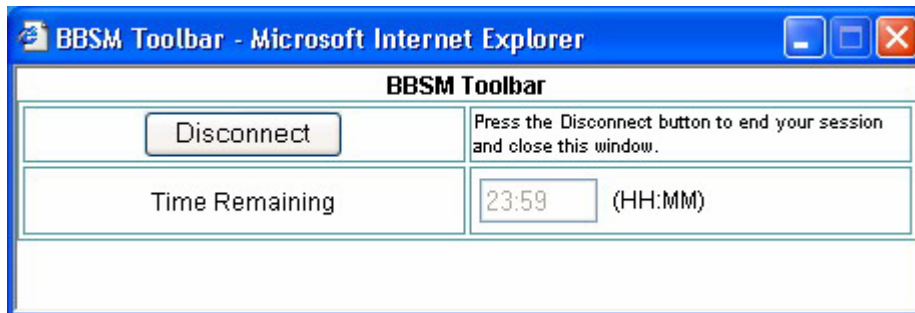 BBSM Toolbar - Microsoft Internet Explorer
BBSM Toolbar
Disconnect
Press the Disconnect button to end your session
and close this window.
Time Remaining
23:59 (HH:MM)